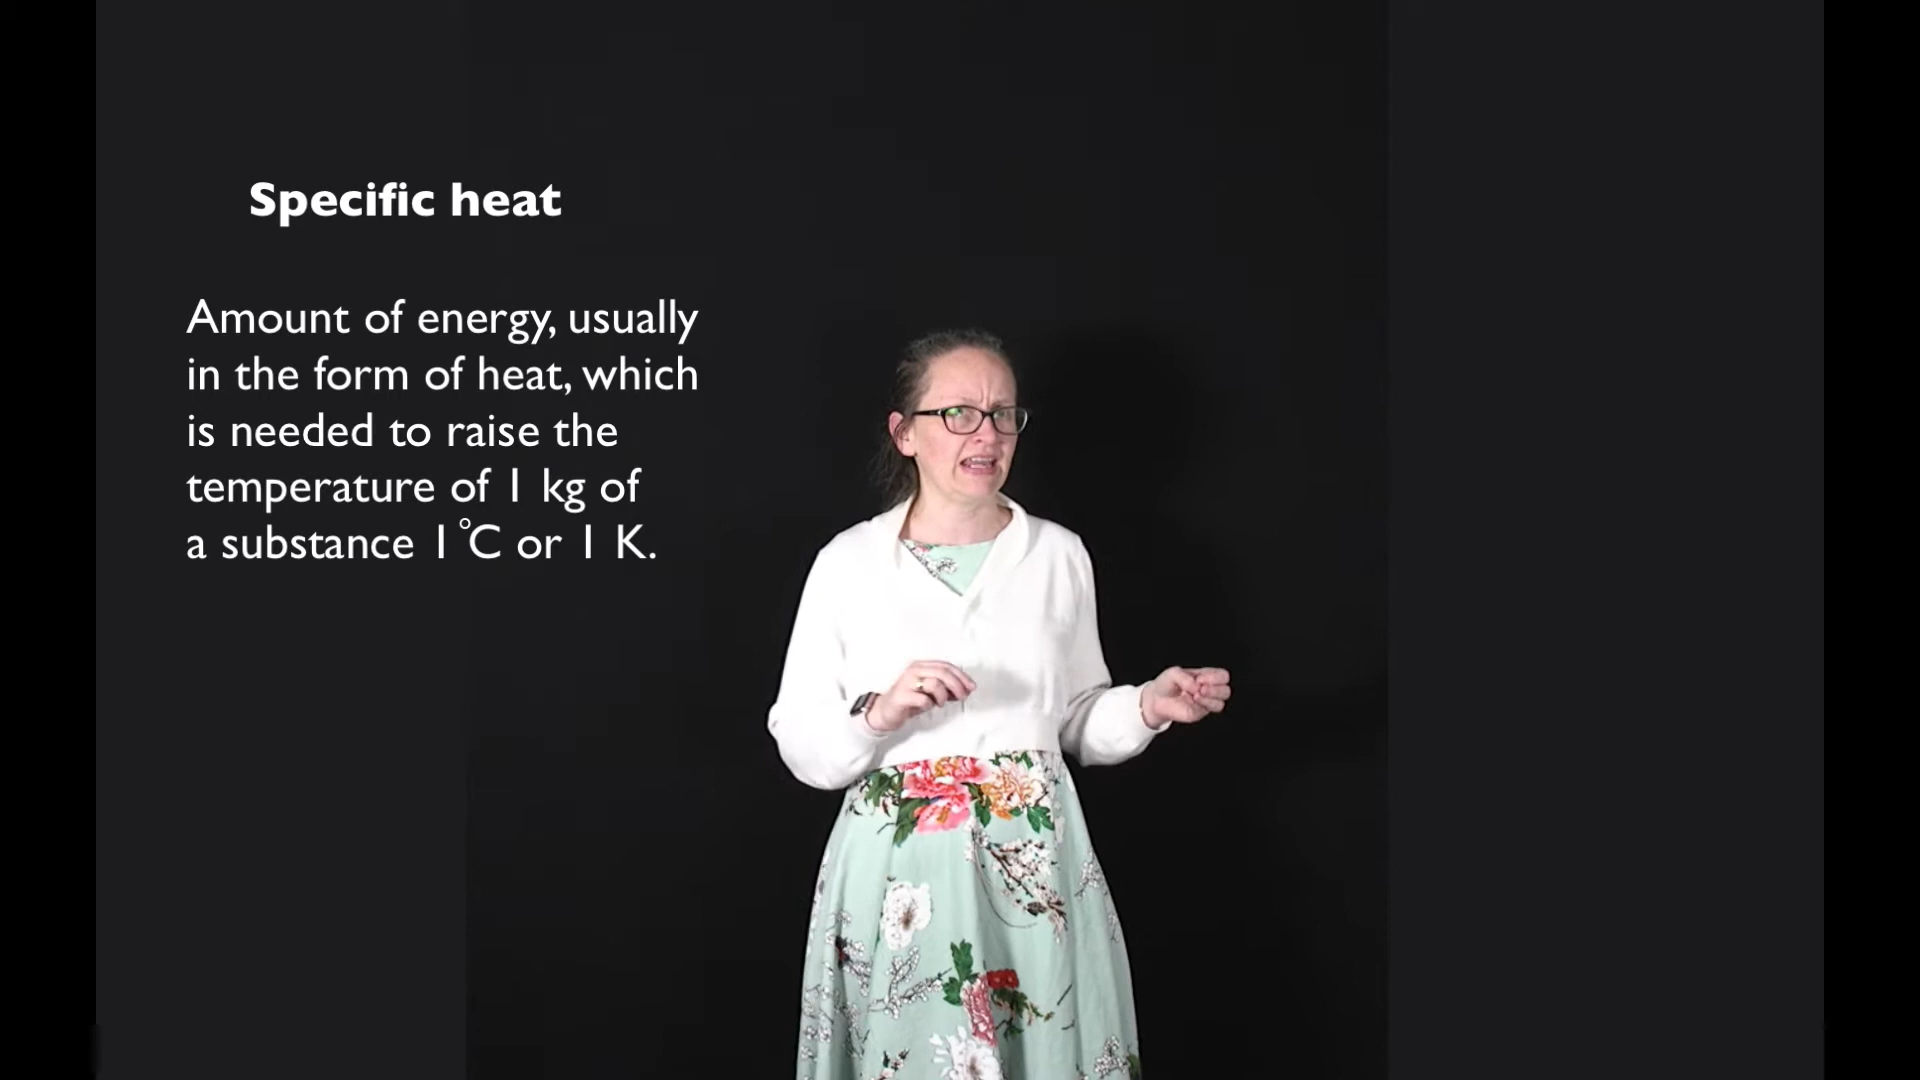 Specific heat
Amount of energy, usually
in the form of heat, which
is needed to raise the
temperature of 1 kg of
a substance 1˚C or 1 K.